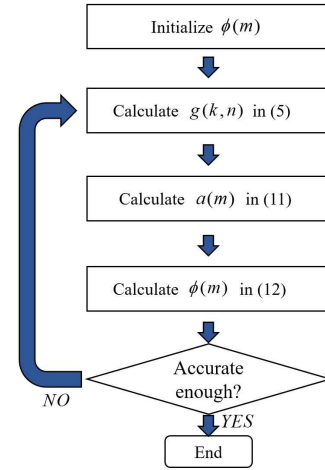 Initialize ϕ(m)
Calculate g(k, n) in (5)
Calculate a(m) in (11)
Calculate ϕ(m) in (12)
Accurate
enough?
NO
YES
End